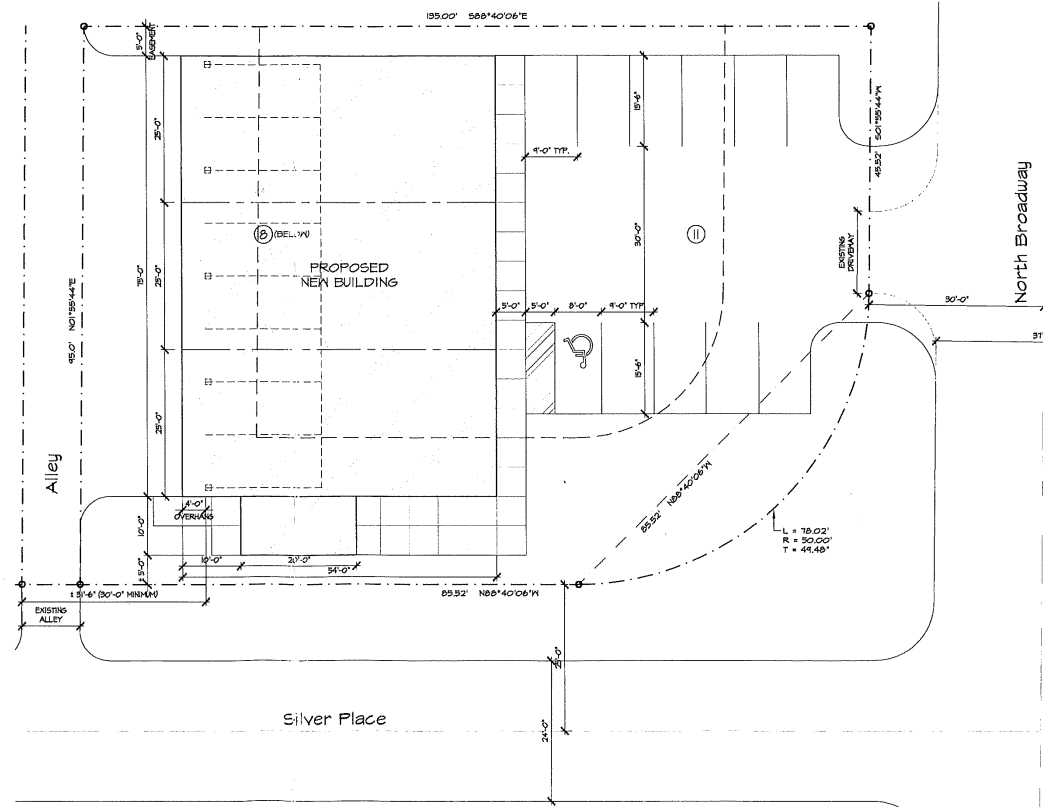 135.00' S88°40'06"E
5'-0"
EASEMENT
25'-0"
75'-0"
25'-0"
25'-0"
15'-6"
9'-0" TYP.
30'-0"
11
S01°55'44"W
45.52'
EXISTING
DRIVEWAY
North Broadway
30'-0"
18 (BELOW)
PROPOSED
NEW BUILDING
5'-0"
5'-0"
8'-0"
9'-0" TYP.
15'-6"
95.0' N01°55'44"E
Alley
4'-0"
OVERHANG
10'-0"
± 5'-0"
10'-0"
20'-0"
54'-0"
85.52' N88°40'06"W
L = 78.02'
R = 50.00'
T = 49.48'
± 31'-6" (30'-0" MINIMUM)
85.52' N88°40'06"W
EXISTING
ALLEY
25'-0"
Silver Place
24'-0"